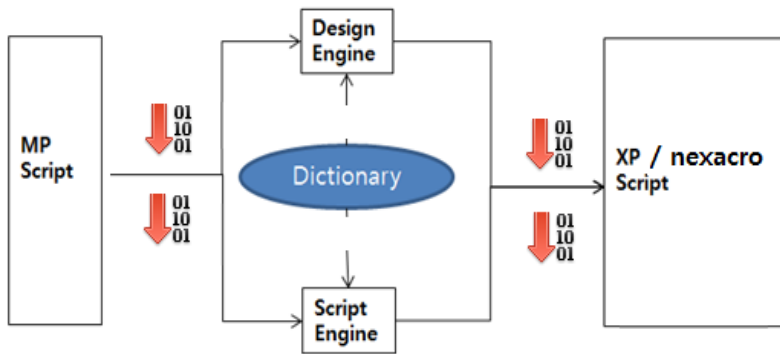 MP
Script
01
10
01
01
10
01
Design
Engine
Dictionary
Script
Engine
01
10
01
01
10
01
XP / nexacro
Script